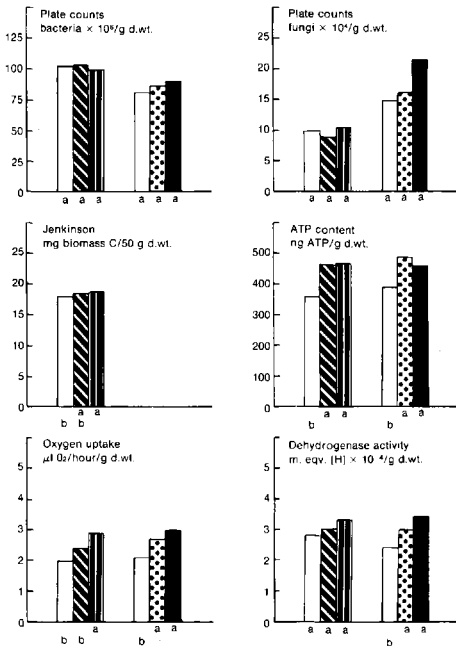 Plate counts
bacteria × 10⁶/g d.wt.
125
100
75
50
25
0
a a a a a a
Plate counts
fungi × 10⁴/g d.wt.
25
20
15
10
5
0
a a a a a a
Jenkinson
mg biomass C/50 g d.wt.
25
20
15
10
5
0
a a
b b
ATP content
ng ATP/g d.wt.
500
400
300
200
100
0
a a a a
b b
Oxygen uptake
μl O₂/hour/g d.wt.
5
4
3
2
1
0
a a a
b b b
Dehydrogenase activity
m. eqv. [H] × 10⁻⁴/g d.wt.
5
4
3
2
1
0
a a a a a
b